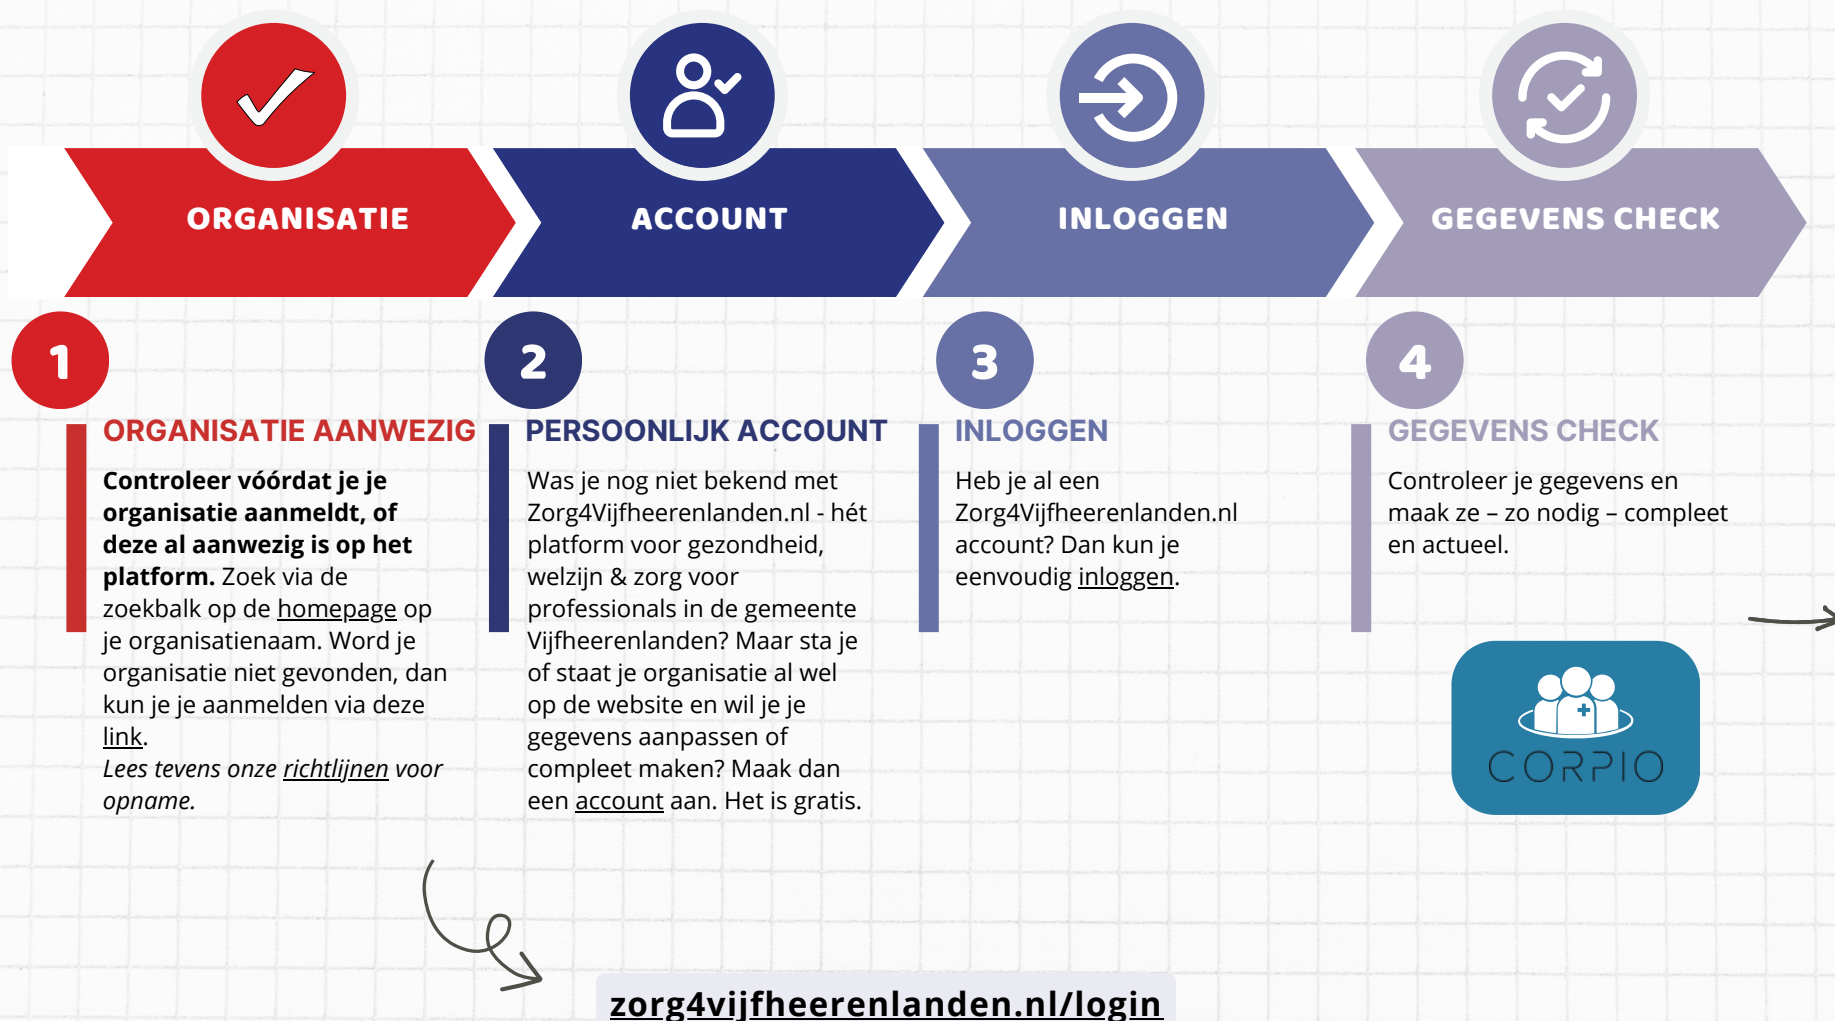 ORGANISATIE
ACCOUNT
INLOGGEN
GEGEVENS CHECK
1
ORGANISATIE AANWEZIG
Controleer vóórdat je je
organisatie aanmeldt, of
deze al aanwezig is op het
platform. Zoek via de
zoekbalk op de homepage op
je organisatienaam. Word je
organisatie niet gevonden, dan
kun je je aanmelden via deze
link.
Lees tevens onze richtlijnen voor
opname.
2
PERSOONLIJK ACCOUNT
Was je nog niet bekend met
Zorg4Vijfheerenlanden.nl - hét
platform voor gezondheid,
welzijn & zorg voor
professionals in de gemeente
Vijfheerenlanden? Maar sta je
of staat je organisatie al wel
op de website en wil je je
gegevens aanpassen of
compleet maken? Maak dan
een account aan. Het is gratis.
3
INLOGGEN
Heb je al een
Zorg4Vijfheerenlanden.nl
account? Dan kun je
eenvoudig inloggen.
4
GEGEVENS CHECK
Controleer je gegevens en
maak ze – zo nodig – compleet
en actueel.
CORPIO
zorg4vijfheerenlanden.nl/login